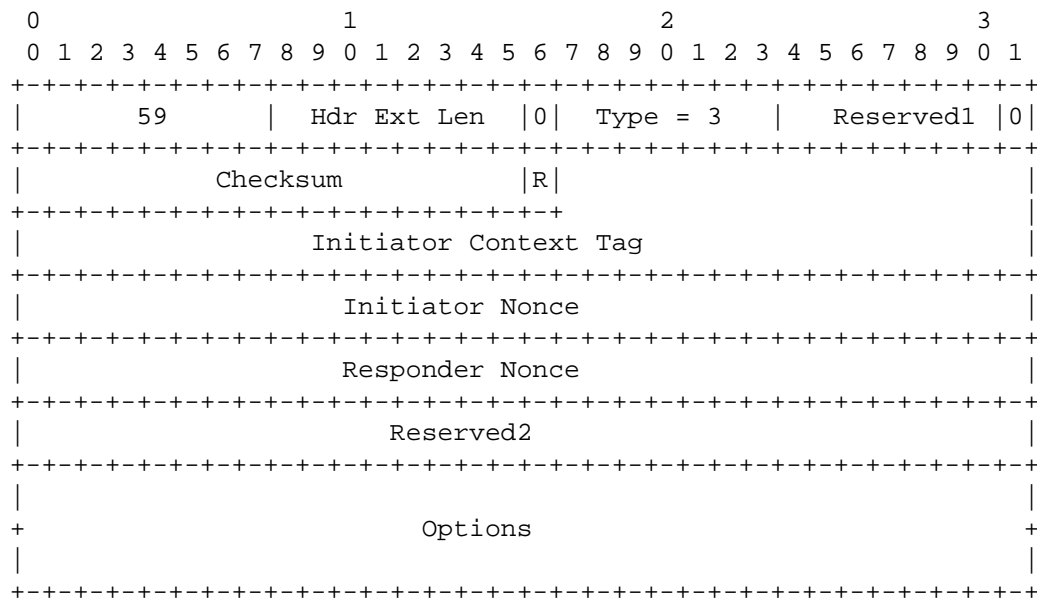 0                   1                   2                   3
 0 1 2 3 4 5 6 7 8 9 0 1 2 3 4 5 6 7 8 9 0 1 2 3 4 5 6 7 8 9 0 1
+-+-+-+-+-+-+-+-+-+-+-+-+-+-+-+-+-+-+-+-+-+-+-+-+-+-+-+-+-+-+-+-+
|       59      |  Hdr Ext Len  |0|  Type = 3   |   Reserved1 |0|
+-+-+-+-+-+-+-+-+-+-+-+-+-+-+-+-+-+-+-+-+-+-+-+-+-+-+-+-+-+-+-+-+
|            Checksum           |R|                             |
+-+-+-+-+-+-+-+-+-+-+-+-+-+-+-+-+-+                             |
|                  Initiator Context Tag                        |
+-+-+-+-+-+-+-+-+-+-+-+-+-+-+-+-+-+-+-+-+-+-+-+-+-+-+-+-+-+-+-+-+
|                    Initiator Nonce                            |
+-+-+-+-+-+-+-+-+-+-+-+-+-+-+-+-+-+-+-+-+-+-+-+-+-+-+-+-+-+-+-+-+
|                    Responder Nonce                            |
+-+-+-+-+-+-+-+-+-+-+-+-+-+-+-+-+-+-+-+-+-+-+-+-+-+-+-+-+-+-+-+-+
|                       Reserved2                               |
+-+-+-+-+-+-+-+-+-+-+-+-+-+-+-+-+-+-+-+-+-+-+-+-+-+-+-+-+-+-+-+-+
|                                                               |
+                         Options                               +
|                                                               |
+-+-+-+-+-+-+-+-+-+-+-+-+-+-+-+-+-+-+-+-+-+-+-+-+-+-+-+-+-+-+-+-+